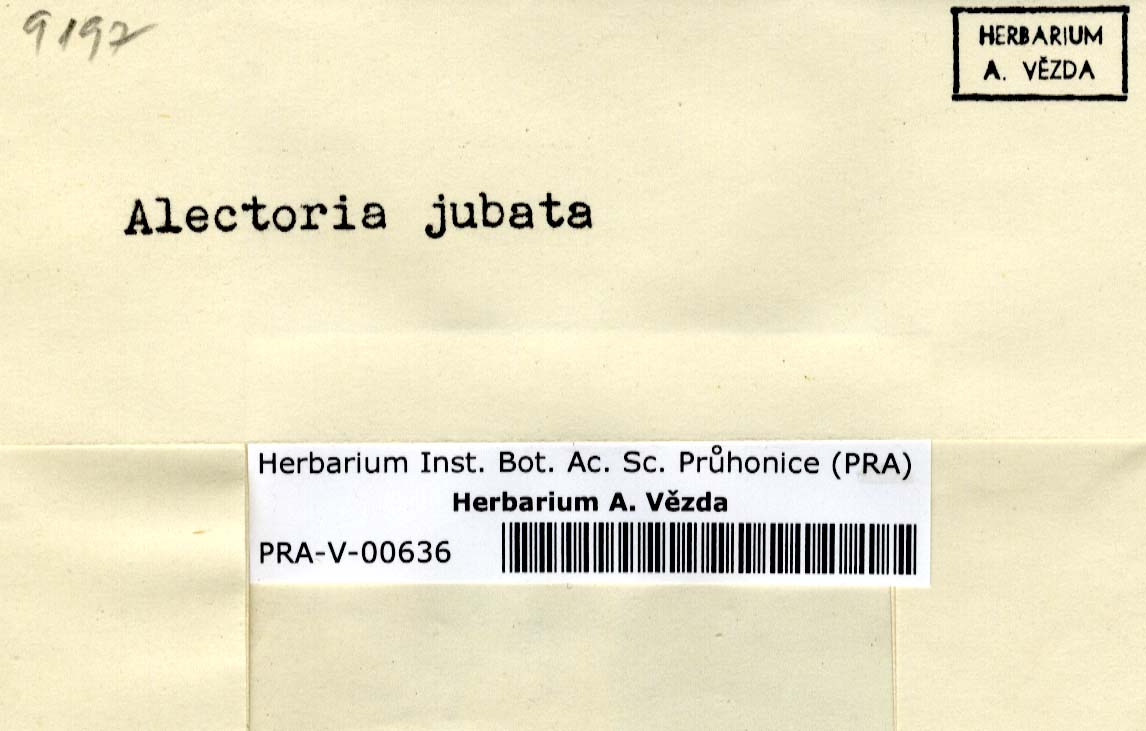 9197
HERBARIUM
A. VĚZDA
Alectoria jubata
Herbarium Inst. Bot. Ac. Sc. Průhonice (PRA)
Herbarium A. Vězda
PRA-V-00636